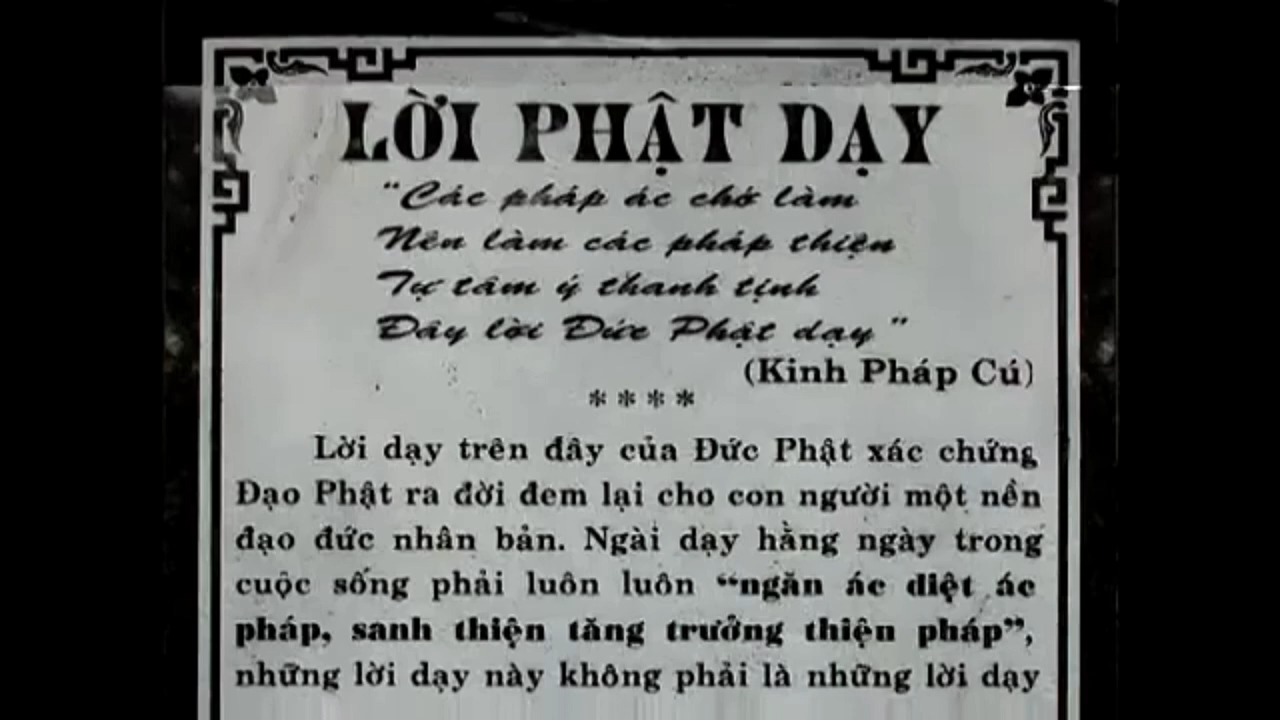 LỜI PHẬT DẠY
“Các pháp ác chớ làm
Nên làm các pháp thiện
Tự tâm ý thanh tịnh
Đây lời Đức Phật dạy”
(Kinh Pháp Cú)
****
Lời dạy trên đây của Đức Phật xác chứng
Đạo Phật ra đời đem lại cho con người một nền
đạo đức nhân bản. Ngài dạy hằng ngày trong
cuộc sống phải luôn luôn “ngăn ác diệt ác
pháp, sanh thiện tăng trưởng thiện pháp”,
những lời dạy này không phải là những lời dạy